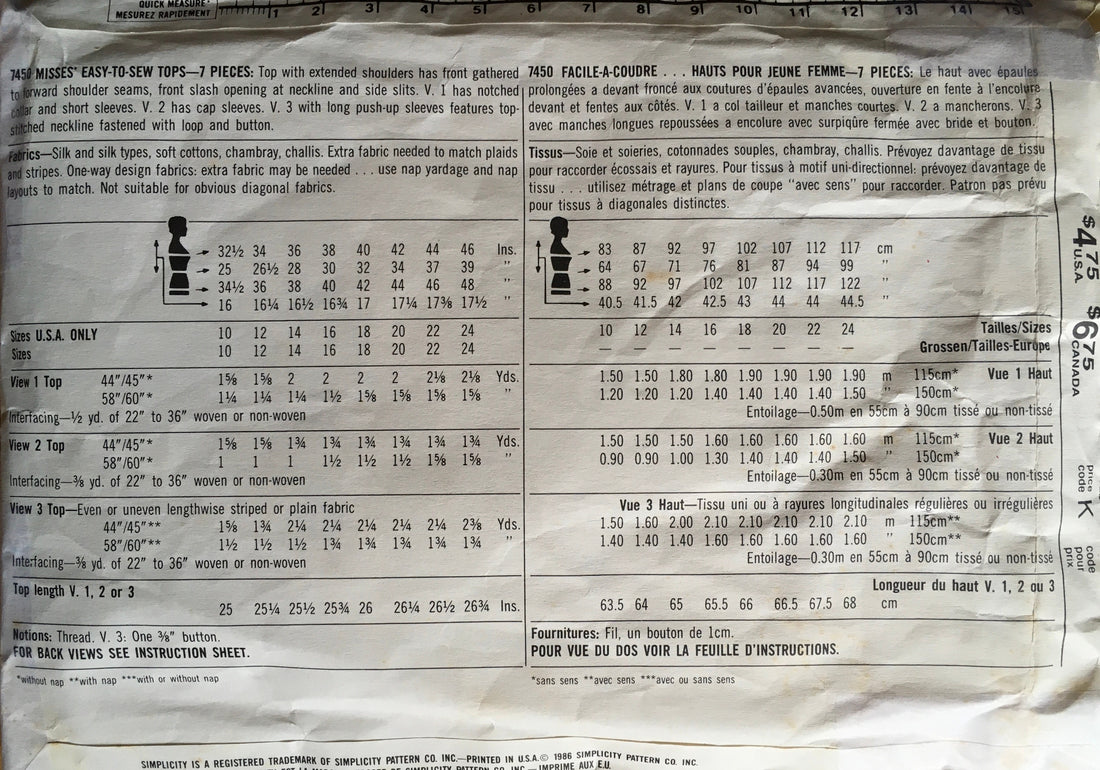 QUICK MEASURE
MESUREZ RAPIDEMENT
1 2 3 4 5 6 7 8 9 10 11 12 13 14 15
7450 MISSES' EASY-TO-SEW TOPS—7 PIECES: Top with extended shoulders has front gathered
to forward shoulder seams, front slash opening at neckline and side slits. V. 1 has notched
collar and short sleeves. V. 2 has cap sleeves. V. 3 with long push-up sleeves features top-
stitched neckline fastened with loop and button.
Fabrics—Silk and silk types, soft cottons, chambray, challis. Extra fabric needed to match plaids
and stripes. One-way design fabrics: extra fabric may be needed . . . use nap yardage and nap
layouts to match. Not suitable for obvious diagonal fabrics.
32½ 34 36 38 40 42 44 46 Ins.
25 26½ 28 30 32 34 37 39 ”
34½ 36 38 40 42 44 46 48 ”
16 16¼ 16½ 16¾ 17 17¼ 17⅜ 17½ ”
Sizes U.S.A. ONLY 10 12 14 16 18 20 22 24
Sizes 10 12 14 16 18 20 22 24
View 1 Top 44”/45”* 1⅝ 1⅝ 2 2 2 2 2⅛ 2⅛ Yds.
58”/60”* 1¼ 1¼ 1¼ 1½ 1⅝ 1⅝ 1⅝ 1⅝ ”
Interfacing—½ yd. of 22” to 36” woven or non-woven
View 2 Top 44”/45”* 1⅝ 1⅝ 1¾ 1¾ 1¾ 1¾ 1¾ 1¾ Yds.
58”/60”* 1 1 1 1½ 1½ 1½ 1⅝ 1⅝ ”
Interfacing—⅜ yd. of 22” to 36” woven or non-woven
View 3 Top—Even or uneven lengthwise striped or plain fabric
44”/45”** 1⅝ 1¾ 2¼ 2¼ 2¼ 2¼ 2¼ 2⅜ Yds.
58”/60”** 1½ 1½ 1½ 1¾ 1¾ 1¾ 1¾ 1¾ ”
Interfacing—⅜ yd. of 22” to 36” woven or non-woven
Top length V. 1, 2 or 3
25 25¼ 25½ 25¾ 26 26¼ 26½ 26¾ Ins.
Notions: Thread. V. 3: One ⅜” button.
FOR BACK VIEWS SEE INSTRUCTION SHEET.
*without nap **with nap ***with or without nap
7450 FACILE-A-COUDRE . . . HAUTS POUR JEUNE FEMME—7 PIECES: Le haut avec épaules
prolongées a devant froncé aux coutures d'épaules avancées, ouverture en fente à l'encolure
devant et fentes aux côtés. V. 1 a col tailleur et manches courtes. V. 2 a mancherons. V. 3
avec manches longues repoussées a encolure avec surpiqûre fermée avec bride et bouton.
Tissus—Soie et soieries, cotonnades souples, chambray, challis. Prévoyez davantage de tissu
pour raccorder écossais et rayures. Pour tissus à motif uni-directionnel: prévoyez davantage de
tissu . . . utilisez métrage et plans de coupe “avec sens” pour raccorder. Patron pas prévu
pour tissus à diagonales distinctes.
83 87 92 97 102 107 112 117 cm
64 67 71 76 81 87 94 99 ”
88 92 97 102 107 112 117 122 ”
40.5 41.5 42 42.5 43 44 44 44.5 ”
10 12 14 16 18 20 22 24 Tailles/Sizes
— — — — — — — — Grossen/Tailles-Europe
1.50 1.50 1.80 1.80 1.90 1.90 1.90 1.90 m 115cm* Vue 1 Haut
1.20 1.20 1.20 1.40 1.40 1.40 1.40 1.50 ” 150cm*
Entoilage—0.50m en 55cm à 90cm tissé ou non-tissé
1.50 1.50 1.50 1.60 1.60 1.60 1.60 1.60 m 115cm* Vue 2 Haut
0.90 0.90 1.00 1.30 1.40 1.40 1.40 1.50 ” 150cm*
Entoilage—0.30m en 55cm à 90cm tissé ou non-tissé
Vue 3 Haut—Tissu uni ou à rayures longitudinales régulières ou irrégulières
1.50 1.60 2.00 2.10 2.10 2.10 2.10 2.10 m 115cm**
1.40 1.40 1.40 1.60 1.60 1.60 1.60 1.60 ” 150cm**
Entoilage—0.30m en 55cm à 90cm tissé ou non-tissé
Longueur du haut V. 1, 2 ou 3
63.5 64 65 65.5 66 66.5 67.5 68 cm
Fournitures: Fil, un bouton de 1cm.
POUR VUE DU DOS VOIR LA FEUILLE D'INSTRUCTIONS.
*sans sens **avec sens ***avec ou sans sens
$4.75 U.S.A. $6.75 CANADA
price code K code pour prix
SIMPLICITY IS A REGISTERED TRADEMARK OF SIMPLICITY PATTERN CO. INC.—PRINTED IN U.S.A. © 1986 SIMPLICITY PATTERN CO. INC.
SIMPLICITY PATTERN CO. INC.—IMPRIME AUX E.U.